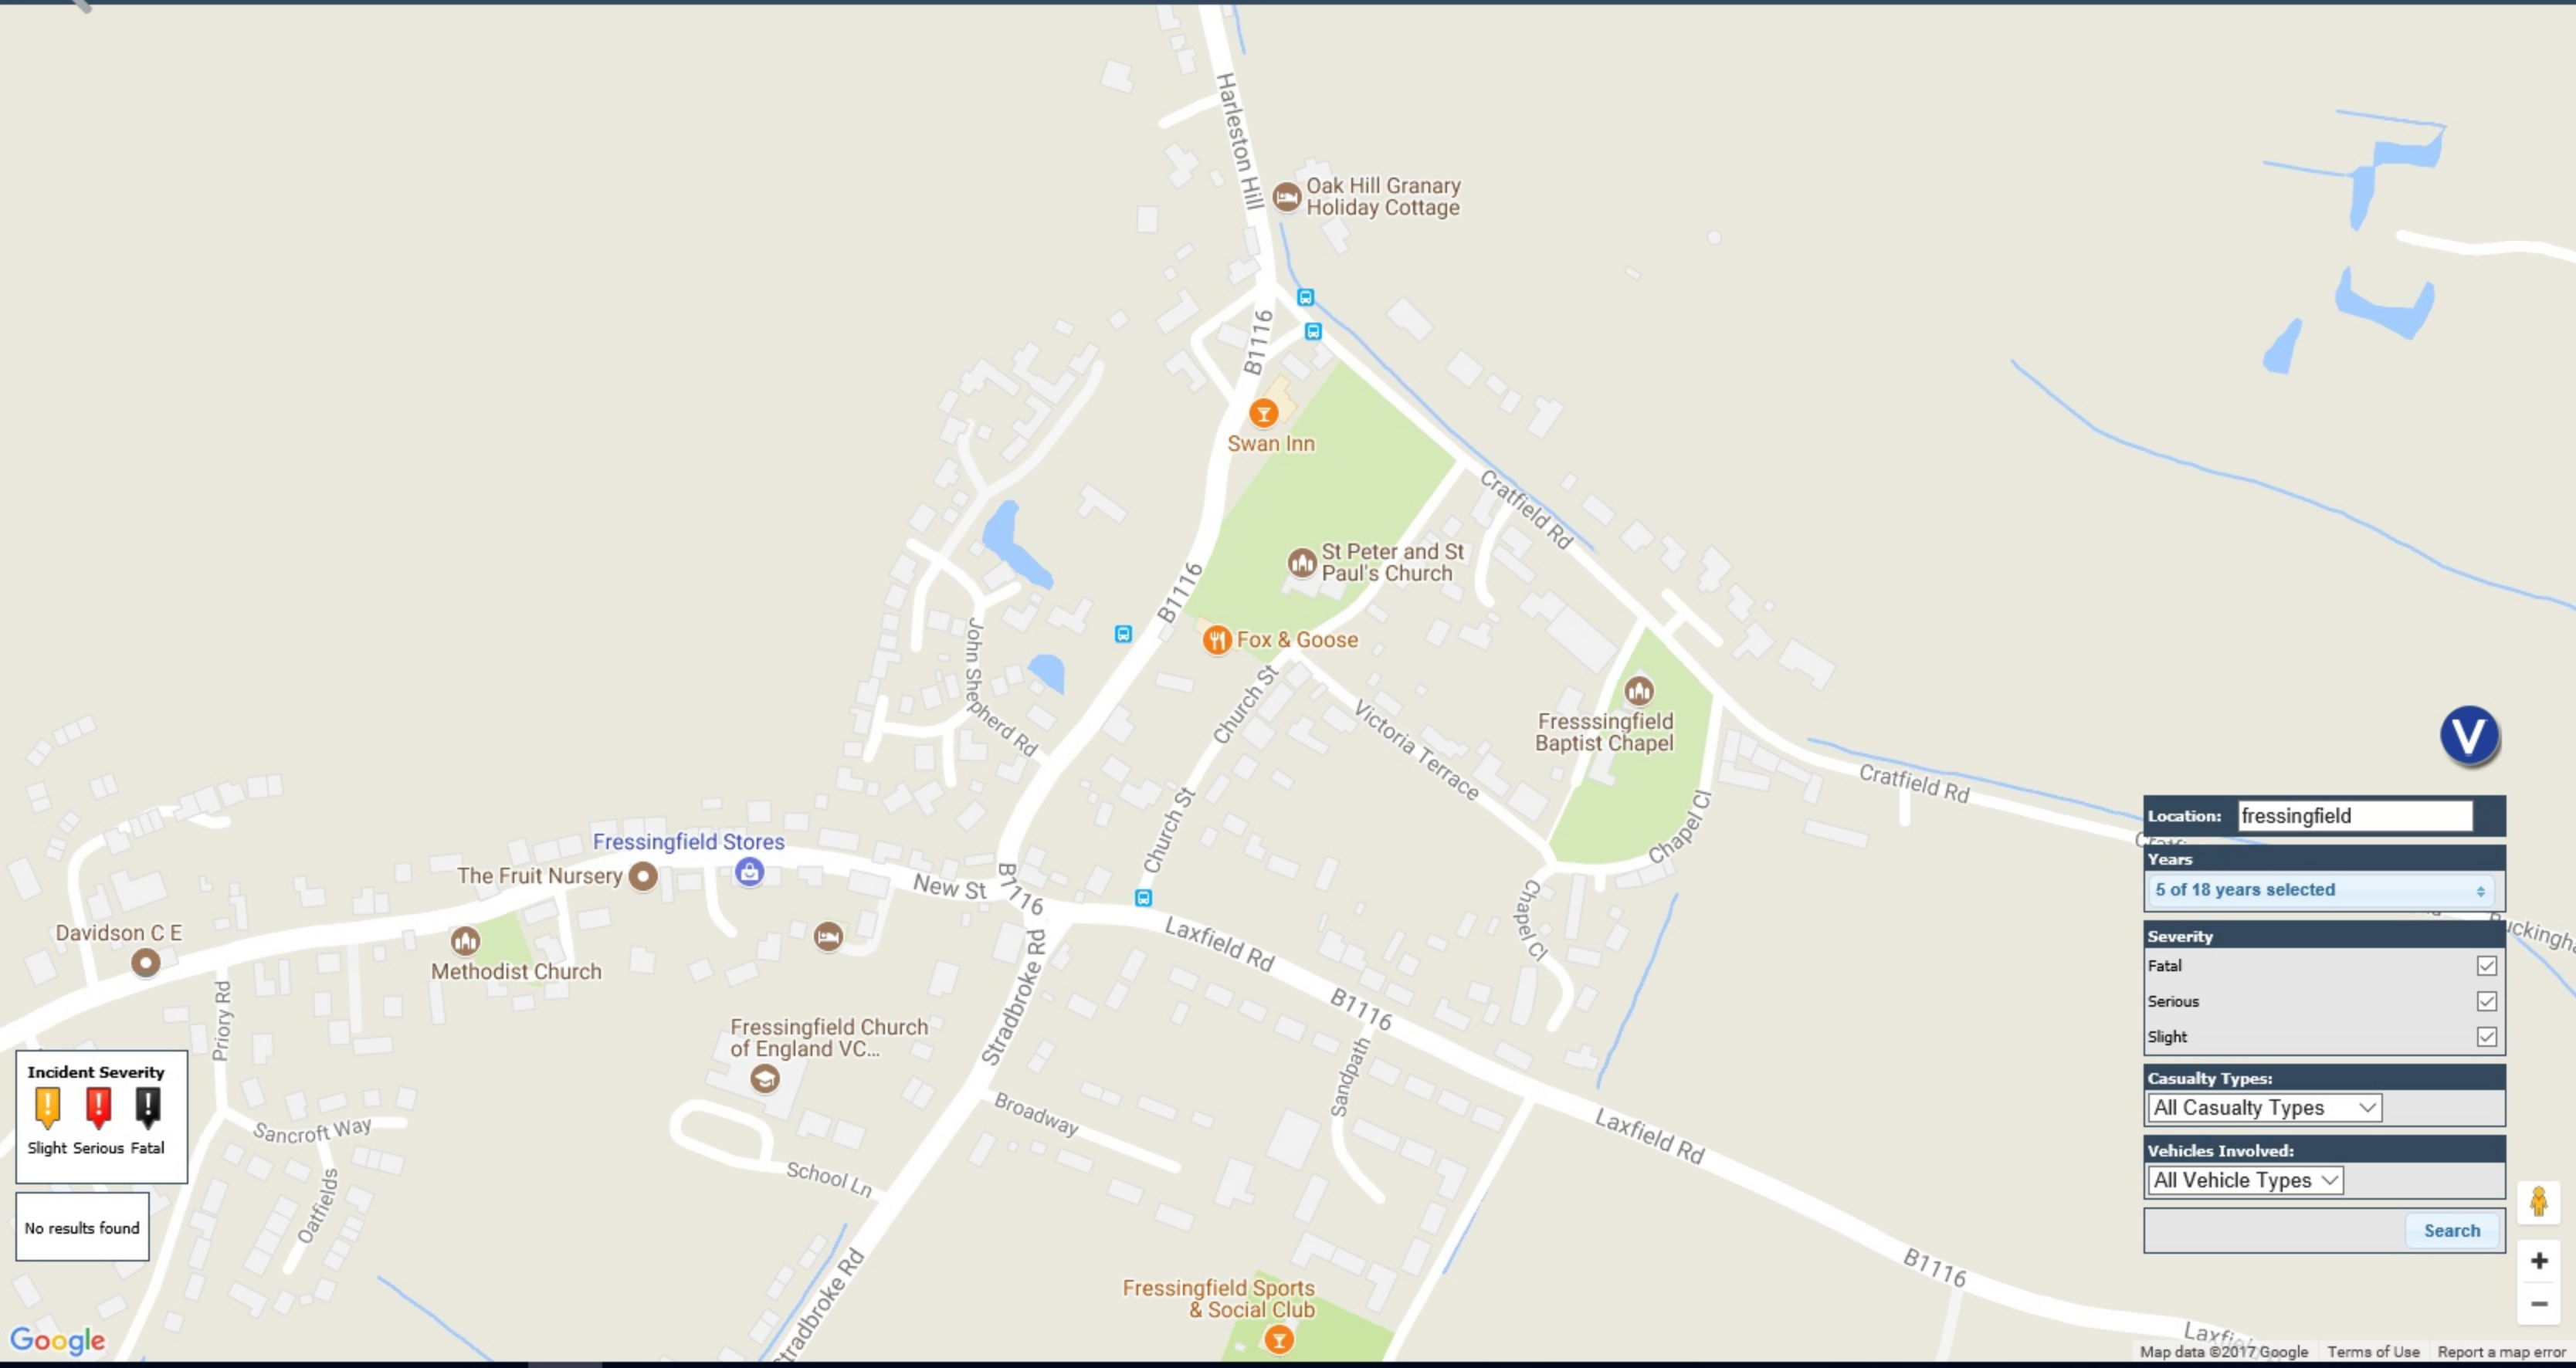 Harleston Hill
Oak Hill Granary
Holiday Cottage
B1116
Swan Inn
Cratfield Rd
St Peter and St
Paul's Church
B1116
Fox & Goose
John Shepherd Rd
Church St
Victoria Terrace
Fresssingfield
Baptist Chapel
Cratfield Rd
Church St
Chapel Cl
Fressingfield Stores
The Fruit Nursery
New St
B1116
Chapel Cl
Davidson C E
Methodist Church
Laxfield Rd
Stradbroke Rd
B1116
Priory Rd
Fressingfield Church
of England VC...
Sandpath
Broadway
Laxfield Rd
Sancroft Way
School Ln
Oatfields
Stradbroke Rd
B1116
Fressingfield Sports
& Social Club
Incident Severity
Slight Serious Fatal
No results found
V
Location: fressingfield
Years
5 of 18 years selected
Severity
Fatal
Serious
Slight
Casualty Types:
All Casualty Types
Vehicles Involved:
All Vehicle Types
Search
+
−
Google
Map data ©2017 Google Terms of Use Report a map error